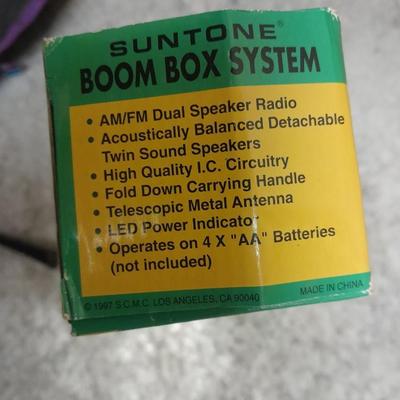 SUNTONE®
BOOM BOX SYSTEM
• AM/FM Dual Speaker Radio
• Acoustically Balanced Detachable
Twin Sound Speakers
• High Quality I.C. Circuitry
• Fold Down Carrying Handle
• Telescopic Metal Antenna
• LED Power Indicator
• Operates on 4 X "AA" Batteries
(not included)
© 1997 S.C.M.C. LOS ANGELES, CA 90040
MADE IN CHINA